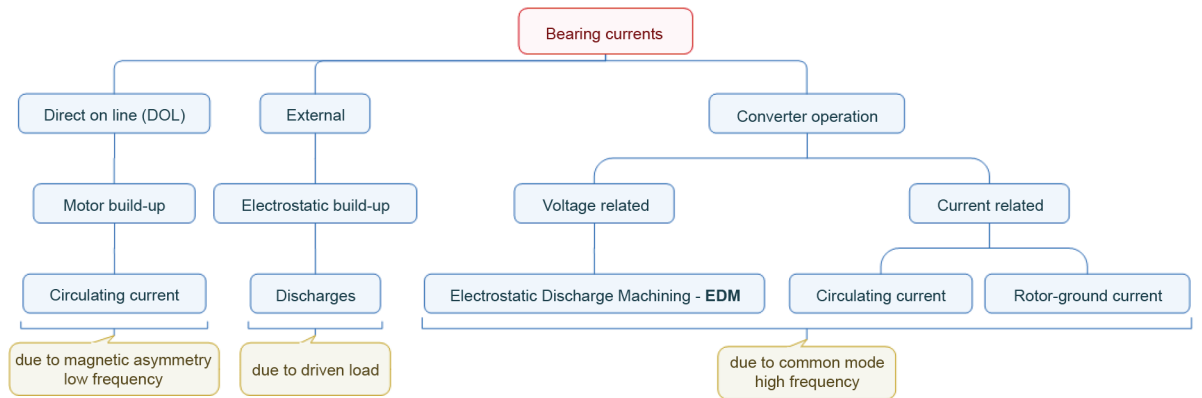 Bearing currents
Direct on line (DOL)
External
Converter operation
Motor build-up
Electrostatic build-up
Voltage related
Current related
Circulating current
Discharges
Electrostatic Discharge Machining - EDM
Circulating current
Rotor-ground current
due to magnetic asymmetry
low frequency
due to driven load
due to common mode
high frequency